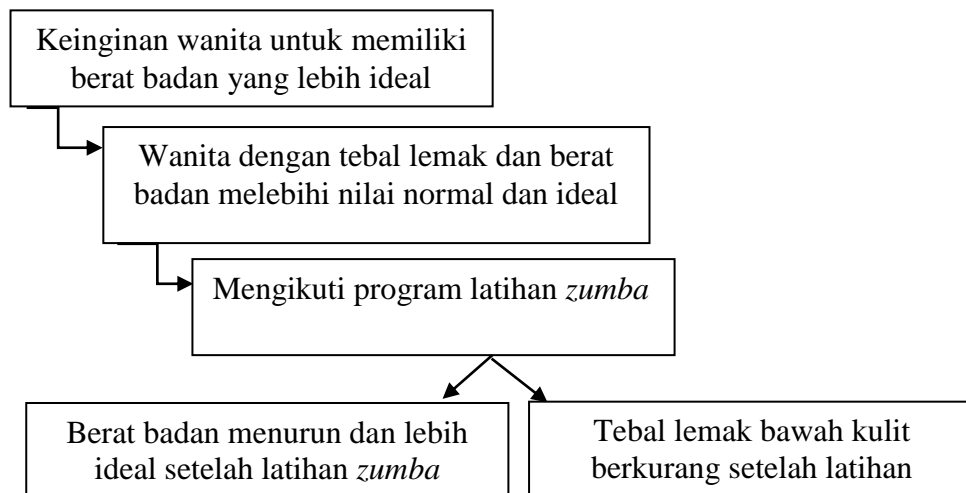 Keinginan wanita untuk memiliki
berat badan yang lebih ideal
Wanita dengan tebal lemak dan berat
badan melebihi nilai normal dan ideal
Mengikuti program latihan zumba
Berat badan menurun dan lebih
ideal setelah latihan zumba
Tebal lemak bawah kulit
berkurang setelah latihan